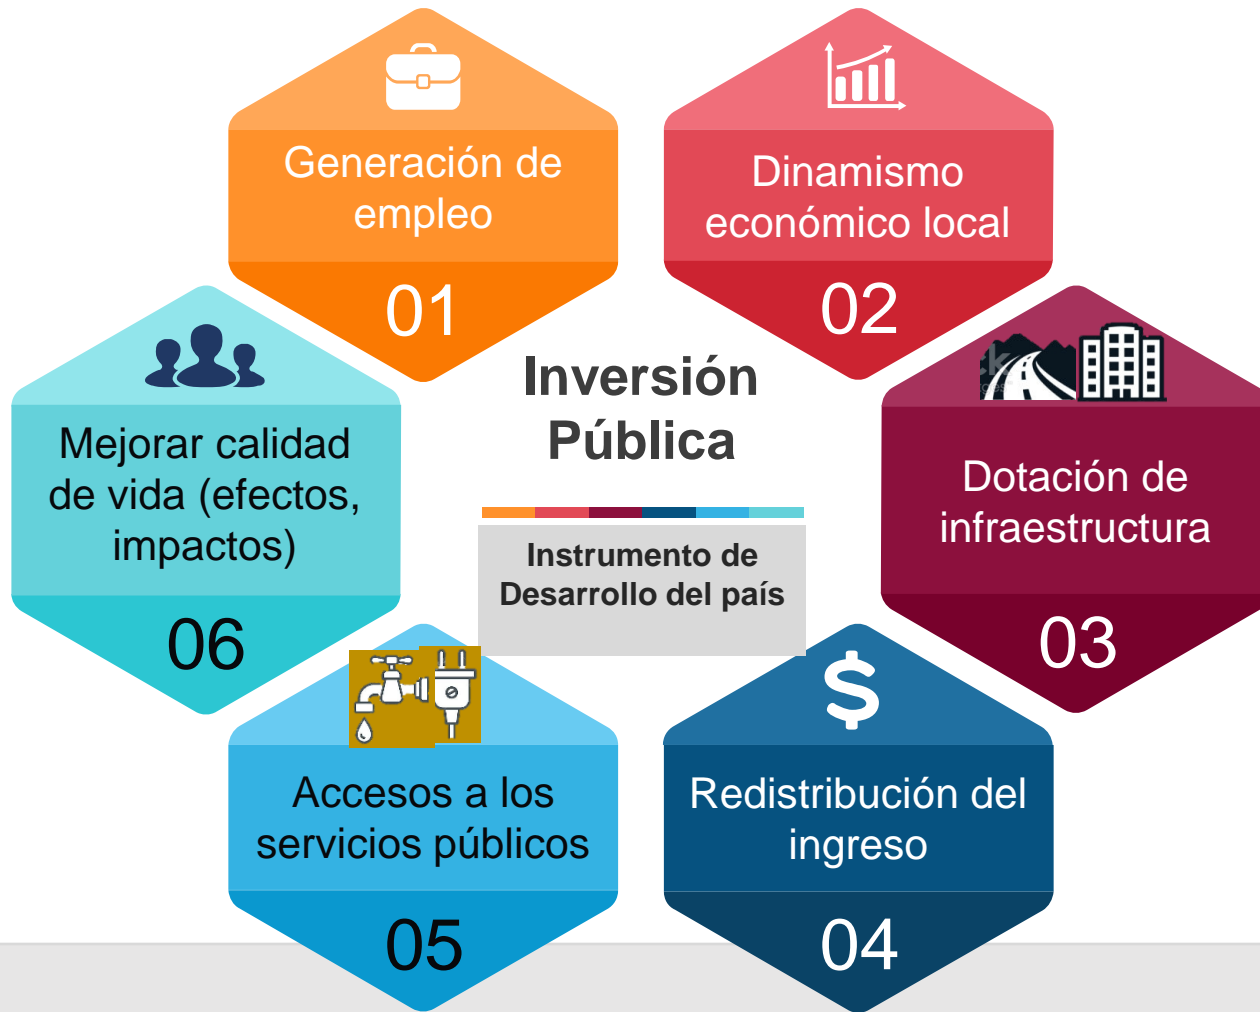 Generación de
empleo
01
Dinamismo
económico local
02
Inversión
Pública
Instrumento de
Desarrollo del país
Dotación de
infraestructura
03
Redistribución del
ingreso
04
Accesos a los
servicios públicos
05
Mejorar calidad
de vida (efectos,
impactos)
06